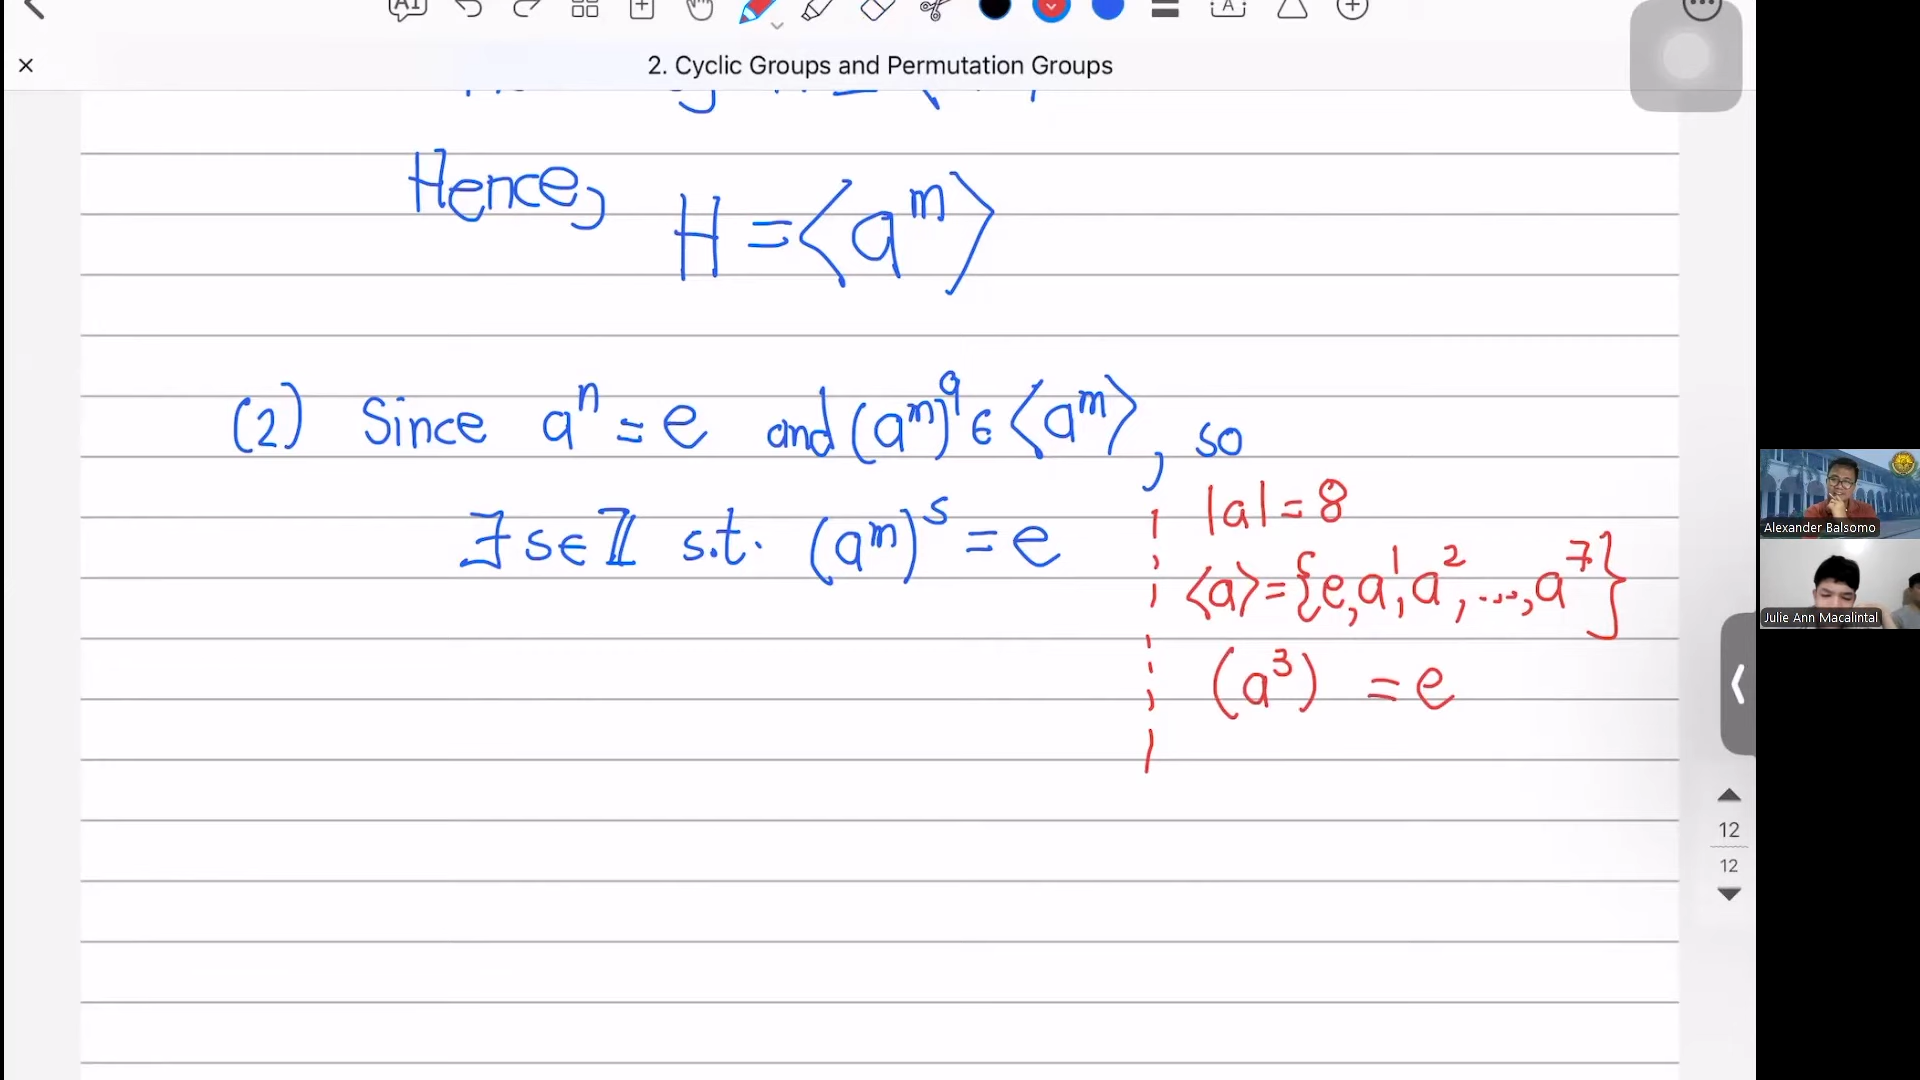 2. Cyclic Groups and Permutation Groups
Hence,
H = ⟨a^m⟩
(2) Since a^n = e and (a^m)^q ∈ ⟨a^m⟩, so
∃ s ∈ ℤ s.t. (a^m)^s = e
|a| = 8
⟨a⟩ = {e, a^1, a^2, ..., a^7}
(a^3) = e
Alexander Balsomo
Julie Ann Macalintal
12
12